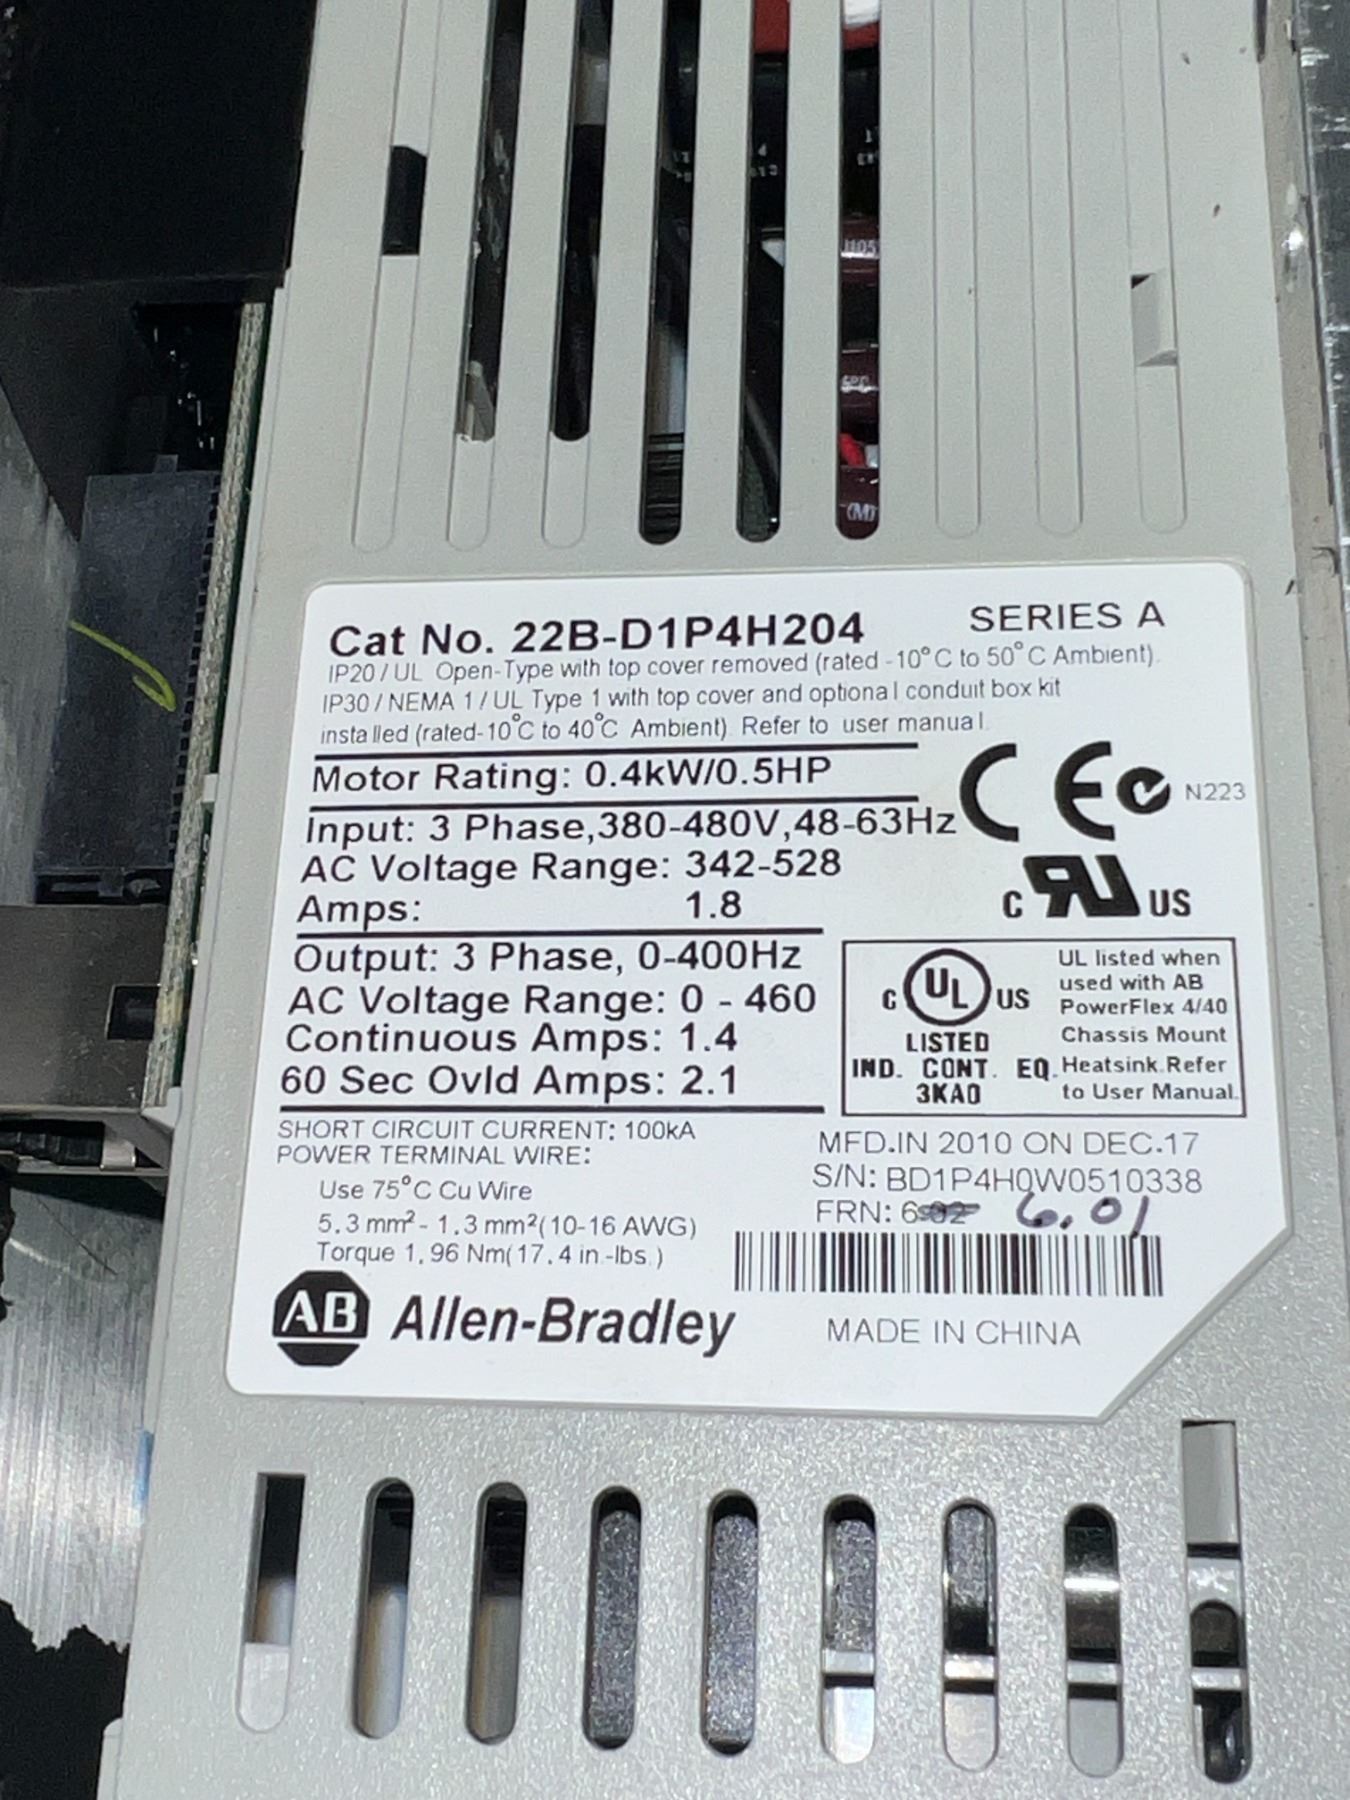 J105
(M)
Cat No. 22B-D1P4H204 SERIES A
IP20 / UL Open-Type with top cover removed (rated -10°C to 50°C Ambient).
IP30 / NEMA 1 / UL Type 1 with top cover and optional conduit box kit
installed (rated-10°C to 40°C Ambient). Refer to user manual.
Motor Rating: 0.4kW/0.5HP
CE N223
Input: 3 Phase,380-480V,48-63Hz
AC Voltage Range: 342-528
Amps: 1.8
C RU US
Output: 3 Phase, 0-400Hz
AC Voltage Range: 0 - 460
Continuous Amps: 1.4
60 Sec Ovld Amps: 2.1
C UL US
LISTED
IND. CONT. EQ.
3KA0
UL listed when
used with AB
PowerFlex 4/40
Chassis Mount
Heatsink.Refer
to User Manual.
SHORT CIRCUIT CURRENT: 100kA
POWER TERMINAL WIRE:
Use 75°C Cu Wire
5.3 mm² - 1.3 mm²(10-16 AWG)
Torque 1.96 Nm(17.4 in.-lbs.)
MFD.IN 2010 ON DEC.17
S/N: BD1P4H0W0510338
FRN: 6.02 6.01
AB Allen-Bradley
MADE IN CHINA